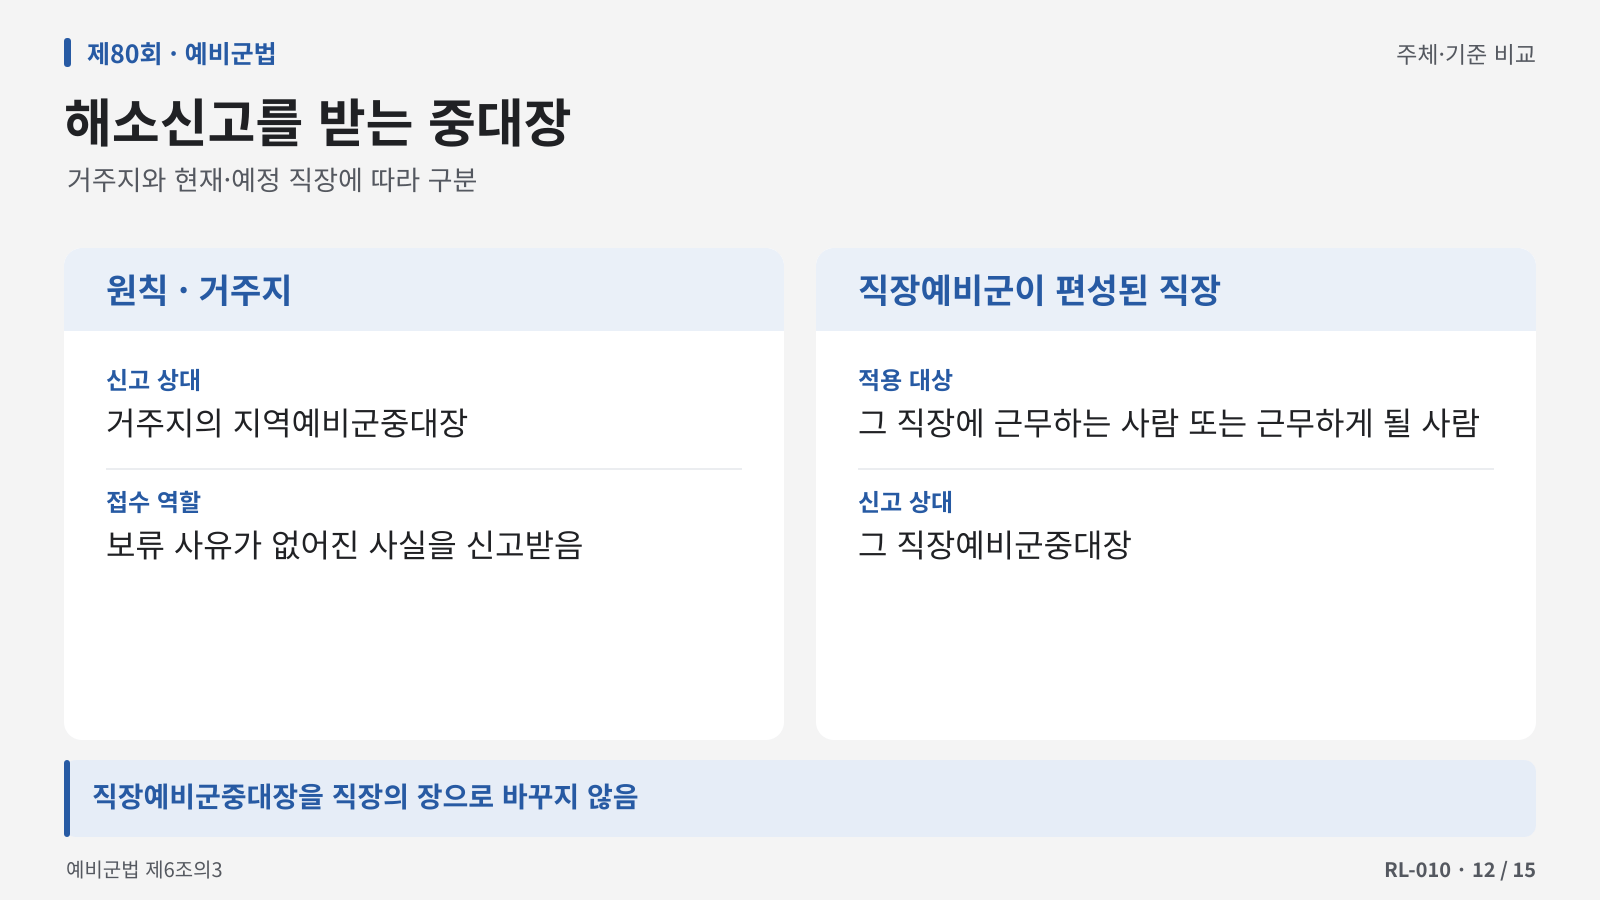 제80회 · 예비군법
주체·기준 비교
해소신고를 받는 중대장
거주지와 현재·예정 직장에 따라 구분
원칙 · 거주지
신고 상대
거주지의 지역예비군중대장
접수 역할
보류 사유가 없어진 사실을 신고받음
직장예비군이 편성된 직장
적용 대상
그 직장에 근무하는 사람 또는 근무하게 될 사람
신고 상대
그 직장예비군중대장
직장예비군중대장을 직장의 장으로 바꾸지 않음
예비군법 제6조의3
RL-010 · 12 / 15